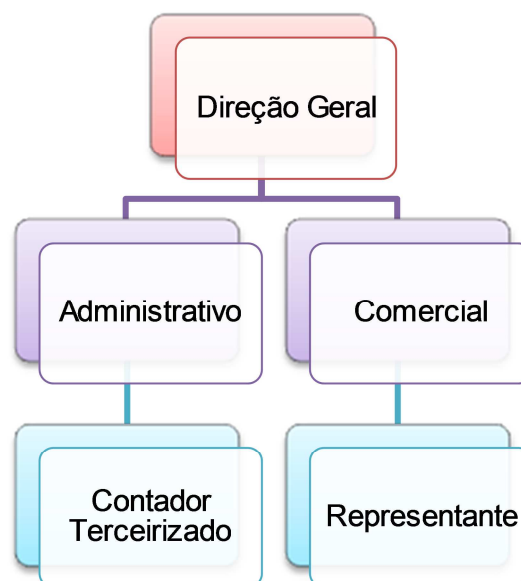 Direção Geral
Administrativo
Comercial
Contador
Terceirizado
Representante